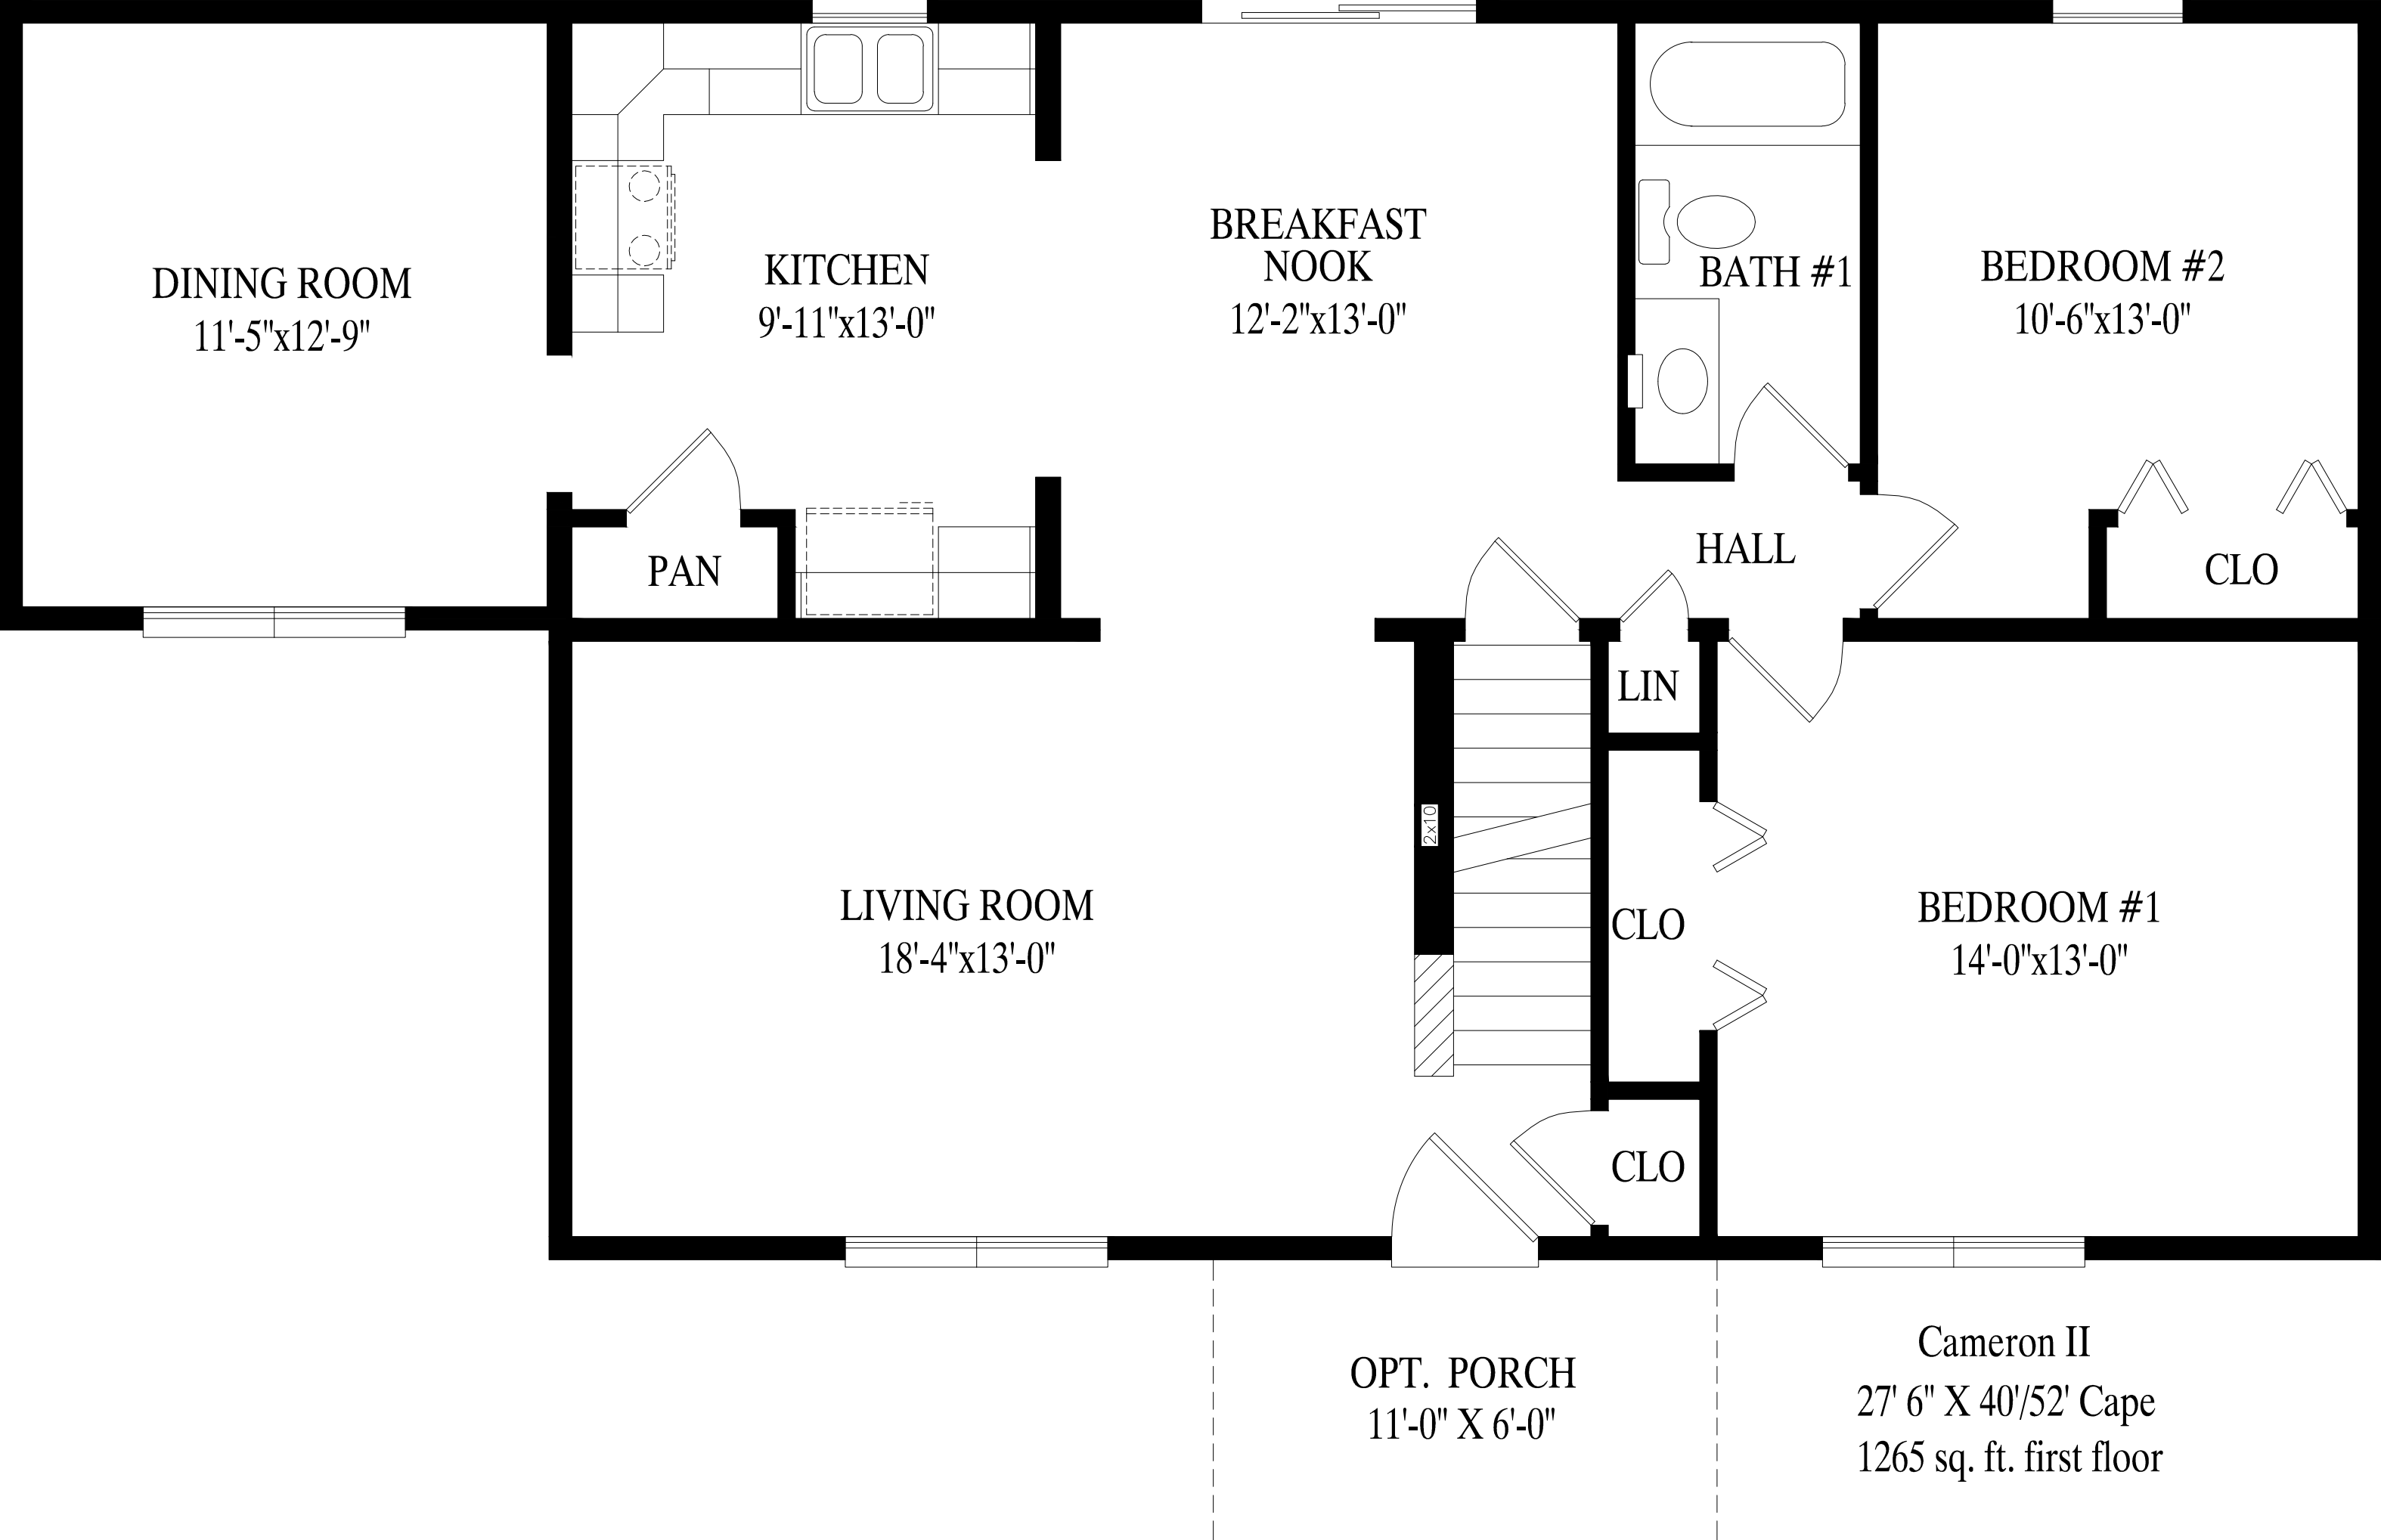 DINING ROOM
11'-5"x12'-9"
KITCHEN
9'-11"x13'-0"
BREAKFAST
NOOK
12'-2"x13'-0"
BATH #1
BEDROOM #2
10'-6"x13'-0"
PAN
HALL
CLO
LIN
2x10
LIVING ROOM
18'-4"x13'-0"
CLO
BEDROOM #1
14'-0"x13'-0"
CLO
OPT. PORCH
11'-0" X 6'-0"
Cameron II
27' 6" X 40'/52' Cape
1265 sq. ft. first floor